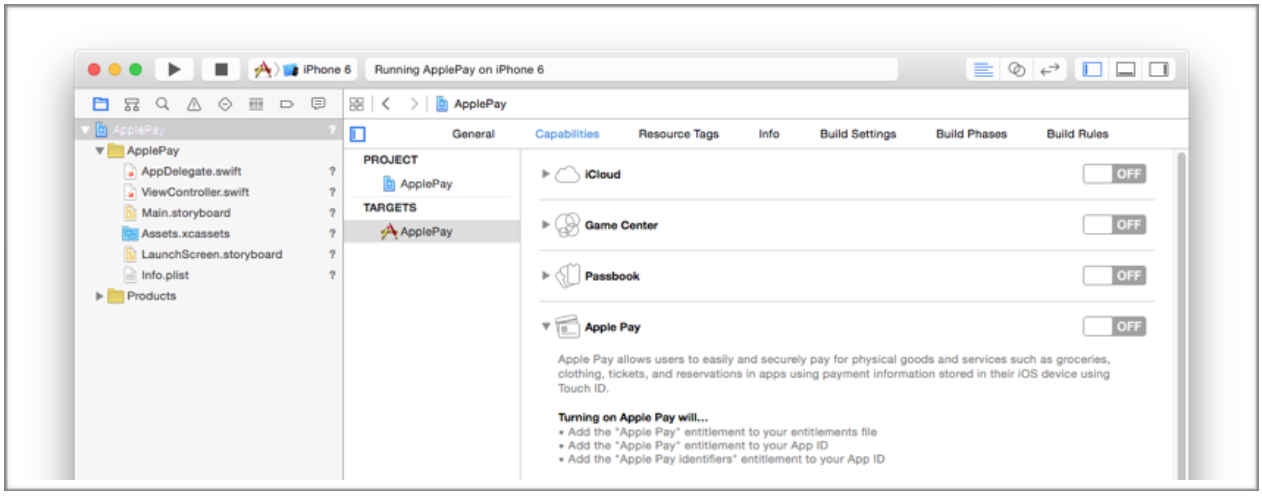 iPhone 6
Running ApplePay on iPhone 6
ApplePay
ApplePay ?
General Capabilities Resource Tags Info Build Settings Build Phases Build Rules
ApplePay
AppDelegate.swift ?
ViewController.swift ?
Main.storyboard ?
Assets.xcassets ?
LaunchScreen.storyboard ?
Info.plist ?
Products
PROJECT
ApplePay
TARGETS
ApplePay
iCloud OFF
Game Center OFF
Passbook OFF
Apple Pay OFF
Apple Pay allows users to easily and securely pay for physical goods and services such as groceries,
clothing, tickets, and reservations in apps using payment information stored in their iOS device using
Touch ID.
Turning on Apple Pay will...
• Add the "Apple Pay" entitlement to your entitlements file
• Add the "Apple Pay" entitlement to your App ID
• Add the "Apple Pay identifiers" entitlement to your App ID